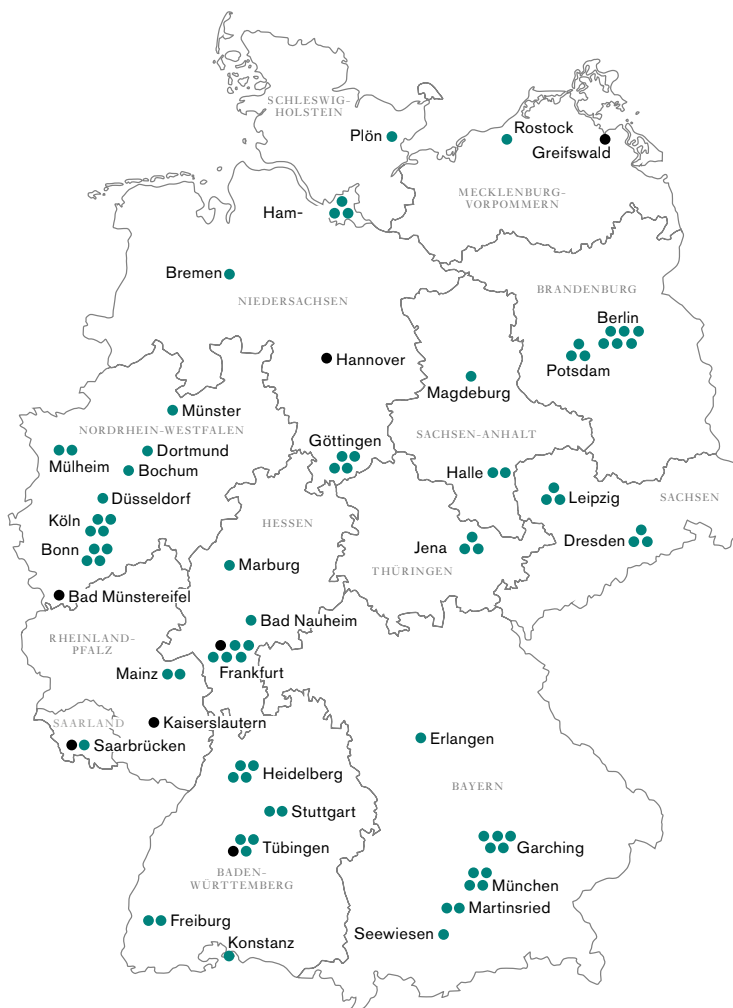 SCHLESWIG-
HOLSTEIN
Plön
Rostock
Greifswald
MECKLENBURG-
VORPOMMERN
Ham-
Bremen
NIEDERSACHSEN
BRANDENBURG
Berlin
Potsdam
Hannover
Magdeburg
Münster
NORDRHEIN-WESTFALEN
Dortmund
Mülheim
Bochum
Göttingen
SACHSEN-ANHALT
Halle
Düsseldorf
Leipzig
SACHSEN
Köln
HESSEN
Bonn
Jena
Dresden
Marburg
THÜRINGEN
Bad Münstereifel
Bad Nauheim
RHEINLAND-
PFALZ
Mainz
Frankfurt
SAARLAND
Kaiserslautern
Saarbrücken
Erlangen
Heidelberg
BAYERN
Stuttgart
Tübingen
Garching
BADEN-
WÜRTTEMBERG
München
Martinsried
Freiburg
Seewiesen
Konstanz